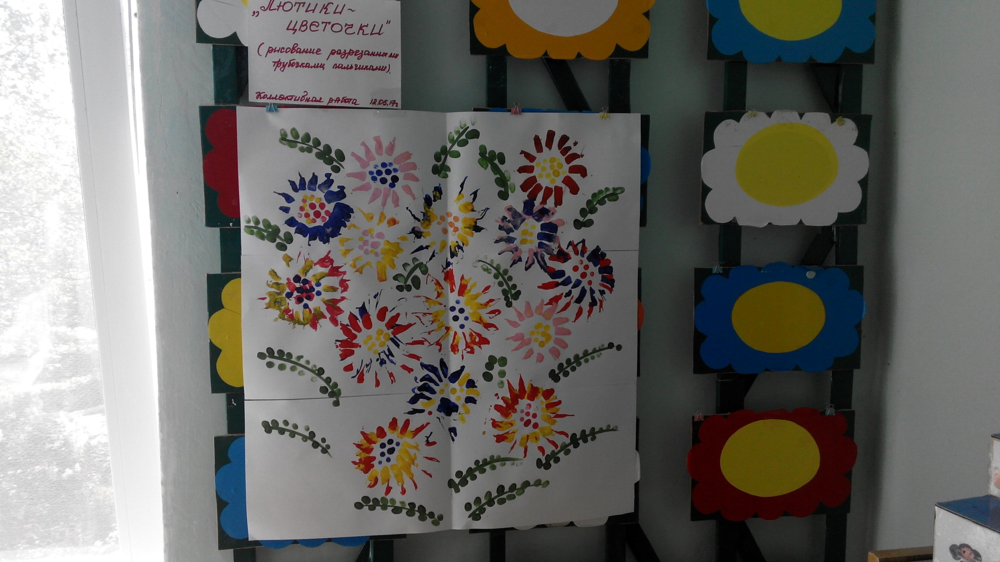 „Лютики-
цветочки"
(рисование разрезанными
трубочками, пальчиками).
Коллективная работа 12.05.17г